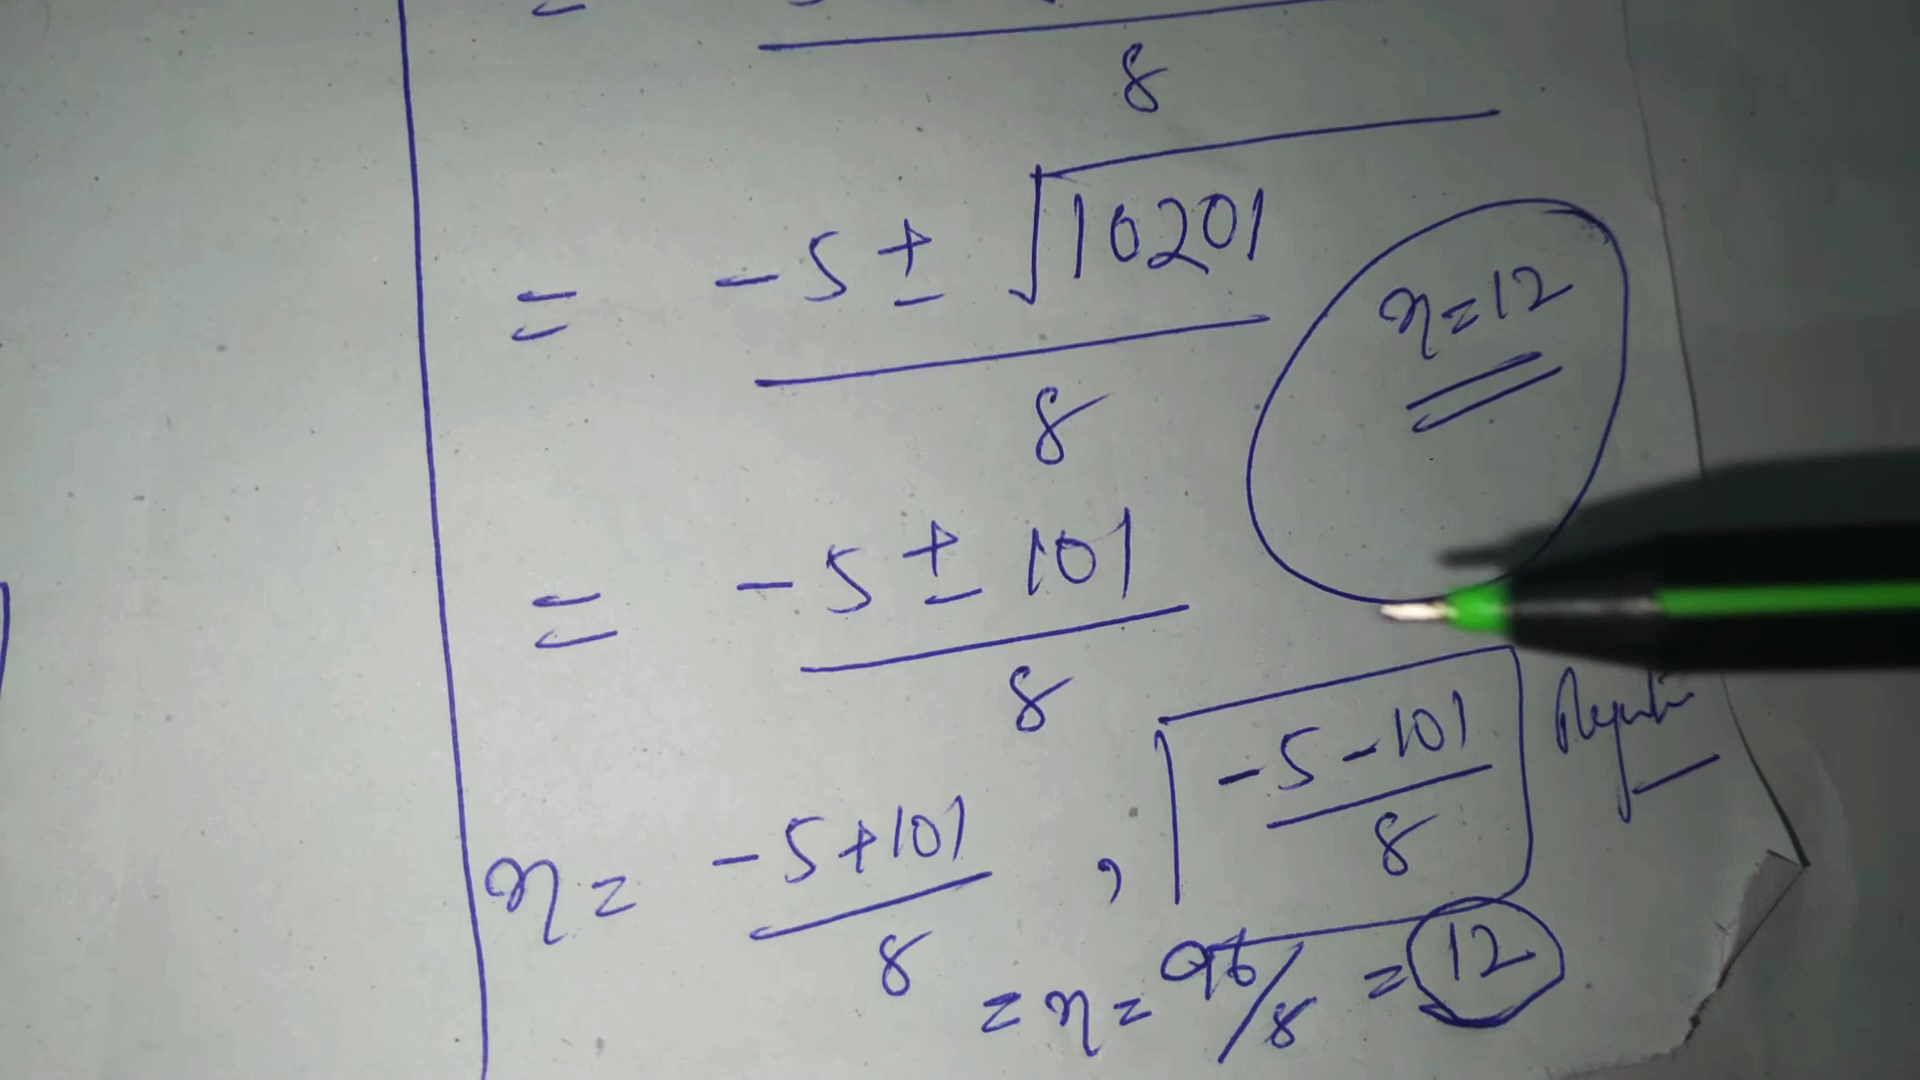 8
= -5 ± √10201
8
n=12
= -5 ± 101
8
n = -5+101 / 8 , -5-101 / 8
= n = 96/8 = 12